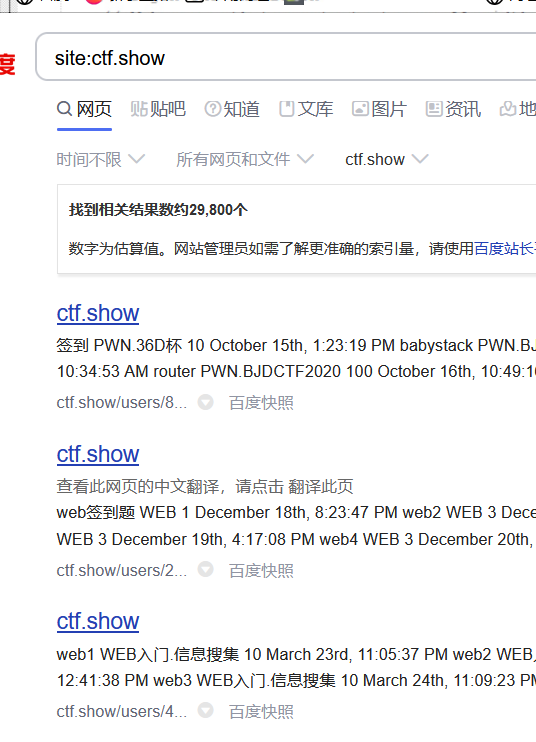 度
site:ctf.show
网页 贴吧 知道 文库 图片 资讯 地
时间不限 所有网页和文件 ctf.show
找到相关结果数约29,800个
数字为估算值。网站管理员如需了解更准确的索引量，请使用百度站长
ctf.show
签到 PWN.36D杯 10 October 15th, 1:23:19 PM babystack PWN.BJ
10:34:53 AM router PWN.BJDCTF2020 100 October 16th, 10:49:1
ctf.show/users/8... 百度快照
ctf.show
查看此网页的中文翻译，请点击 翻译此页
web签到题 WEB 1 December 18th, 8:23:47 PM web2 WEB 3 Dece
WEB 3 December 19th, 4:17:08 PM web4 WEB 3 December 20th,
ctf.show/users/2... 百度快照
ctf.show
web1 WEB入门.信息搜集 10 March 23rd, 11:05:37 PM web2 WEB
12:41:38 PM web3 WEB入门.信息搜集 10 March 24th, 11:09:23 P
ctf.show/users/4... 百度快照